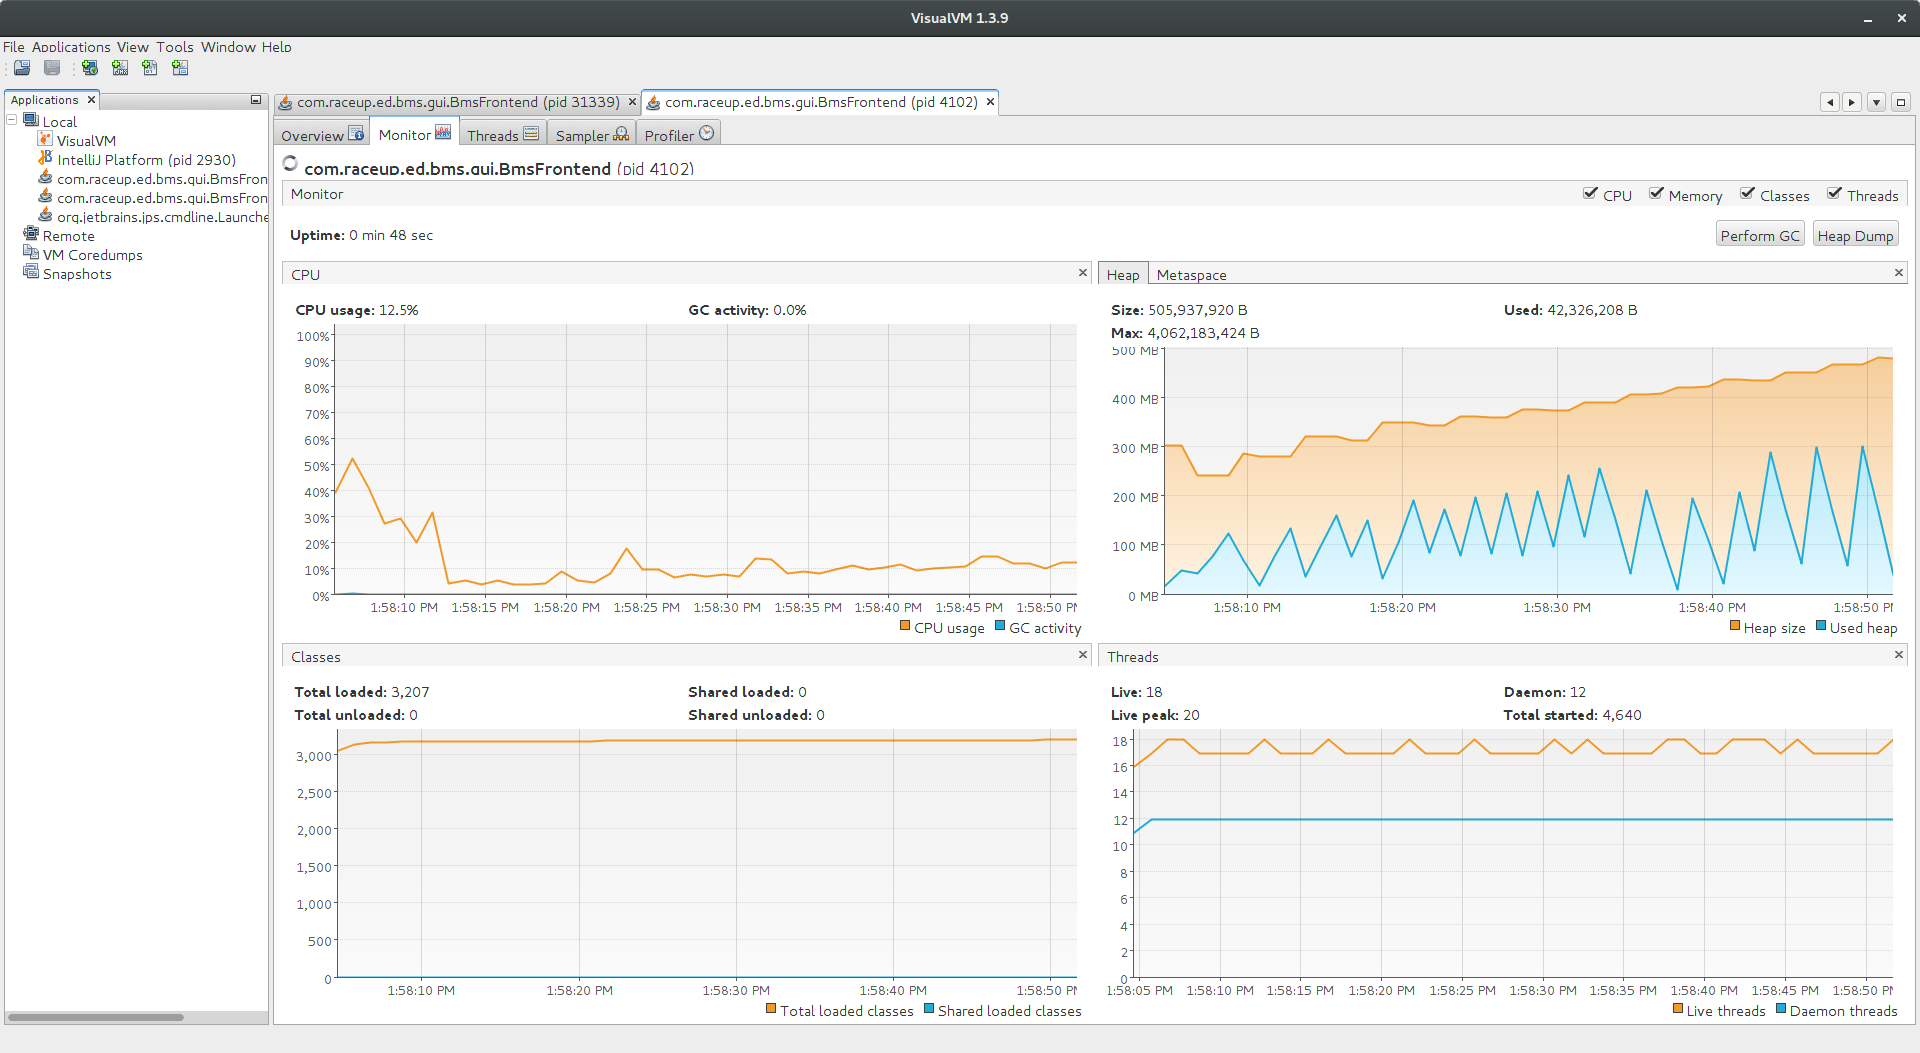 VisualVM 1.3.9
File Applications View Tools Window Help
Applications
Local
VisualVM
IntelliJ Platform (pid 2930)
com.raceup.ed.bms.gui.BmsFron
com.raceup.ed.bms.gui.BmsFron
org.jetbrains.jps.cmdline.Launche
Remote
VM Coredumps
Snapshots
com.raceup.ed.bms.gui.BmsFrontend (pid 31339) com.raceup.ed.bms.gui.BmsFrontend (pid 4102)
Overview Monitor Threads Sampler Profiler
com.raceup.ed.bms.gui.BmsFrontend (pid 4102)
Monitor CPU Memory Classes Threads
Uptime: 0 min 48 sec Perform GC Heap Dump
CPU
CPU usage: 12.5% GC activity: 0.0%
100%
90%
80%
70%
60%
50%
40%
30%
20%
10%
0%
1:58:10 PM 1:58:15 PM 1:58:20 PM 1:58:25 PM 1:58:30 PM 1:58:35 PM 1:58:40 PM 1:58:45 PM 1:58:50 PM
CPU usage GC activity
Heap Metaspace
Size: 505,937,920 B Used: 42,326,208 B
Max: 4,062,183,424 B
500 MB
400 MB
300 MB
200 MB
100 MB
0 MB
1:58:10 PM 1:58:20 PM 1:58:30 PM 1:58:40 PM 1:58:50 PM
Heap size Used heap
Classes
Total loaded: 3,207 Shared loaded: 0
Total unloaded: 0 Shared unloaded: 0
3,000
2,500
2,000
1,500
1,000
500
0
1:58:10 PM 1:58:20 PM 1:58:30 PM 1:58:40 PM 1:58:50 PM
Total loaded classes Shared loaded classes
Threads
Live: 18 Daemon: 12
Live peak: 20 Total started: 4,640
18
16
14
12
10
8
6
4
2
0
1:58:05 PM 1:58:10 PM 1:58:15 PM 1:58:20 PM 1:58:25 PM 1:58:30 PM 1:58:35 PM 1:58:40 PM 1:58:45 PM 1:58:50 PM
Live threads Daemon threads